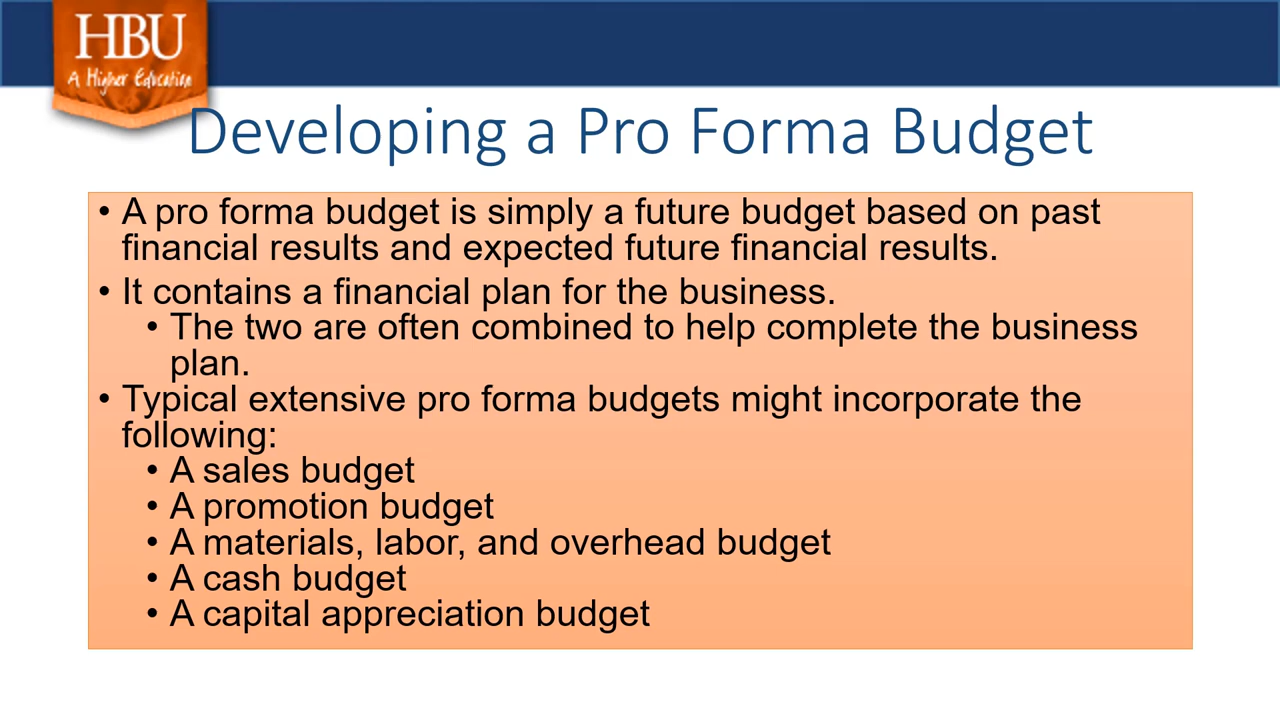 HBU
A Higher Education
Developing a Pro Forma Budget
• A pro forma budget is simply a future budget based on past
financial results and expected future financial results.
• It contains a financial plan for the business.
• The two are often combined to help complete the business
plan.
• Typical extensive pro forma budgets might incorporate the
following:
• A sales budget
• A promotion budget
• A materials, labor, and overhead budget
• A cash budget
• A capital appreciation budget